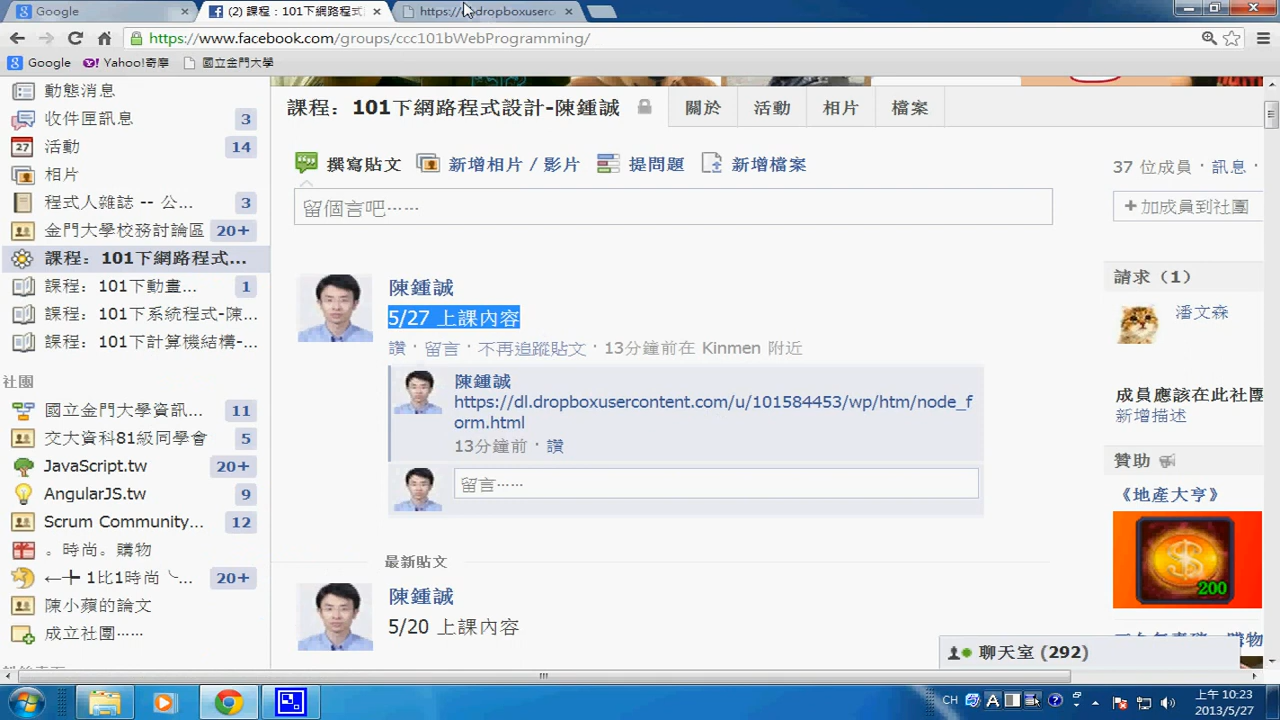 Google
(2) 課程：101下網路程式
https://
dropboxuserc
https://www.facebook.com/groups/ccc101bWebProgramming/
Google
Yahoo!奇摩
國立金門大學
動態消息
收件匣訊息 3
27 活動 14
相片
程式人雜誌 -- 公... 3
金門大學校務討論區 20+
課程：101下網路程式...
課程：101下動畫... 1
課程：101下系統程式-陳...
課程：101下計算機結構-...
社團
國立金門大學資訊... 11
交大資科81級同學會 5
JavaScript.tw 20+
AngularJS.tw 9
Scrum Community... 12
。時尚。購物
1比1時尚 20+
陳小蘋的論文
成立社團……
課程：101下網路程式設計-陳鍾誠
關於
活動
相片
檔案
撰寫貼文
新增相片 / 影片
提問題
新增檔案
留個言吧……
陳鍾誠
5/27 上課內容
讚 · 留言 · 不再追蹤貼文 · 13分鐘前在 Kinmen 附近
陳鍾誠
https://dl.dropboxusercontent.com/u/101584453/wp/htm/node_f
orm.html
13分鐘前 · 讚
留言……
最新貼文
陳鍾誠
5/20 上課內容
37 位成員 · 訊息 ·
+ 加成員到社團
請求（1）
潘文森
成員應該在此社團
新增描述
贊助
《地產大亨》
200
聊天室 (292)
CH
上午 10:23
2013/5/27